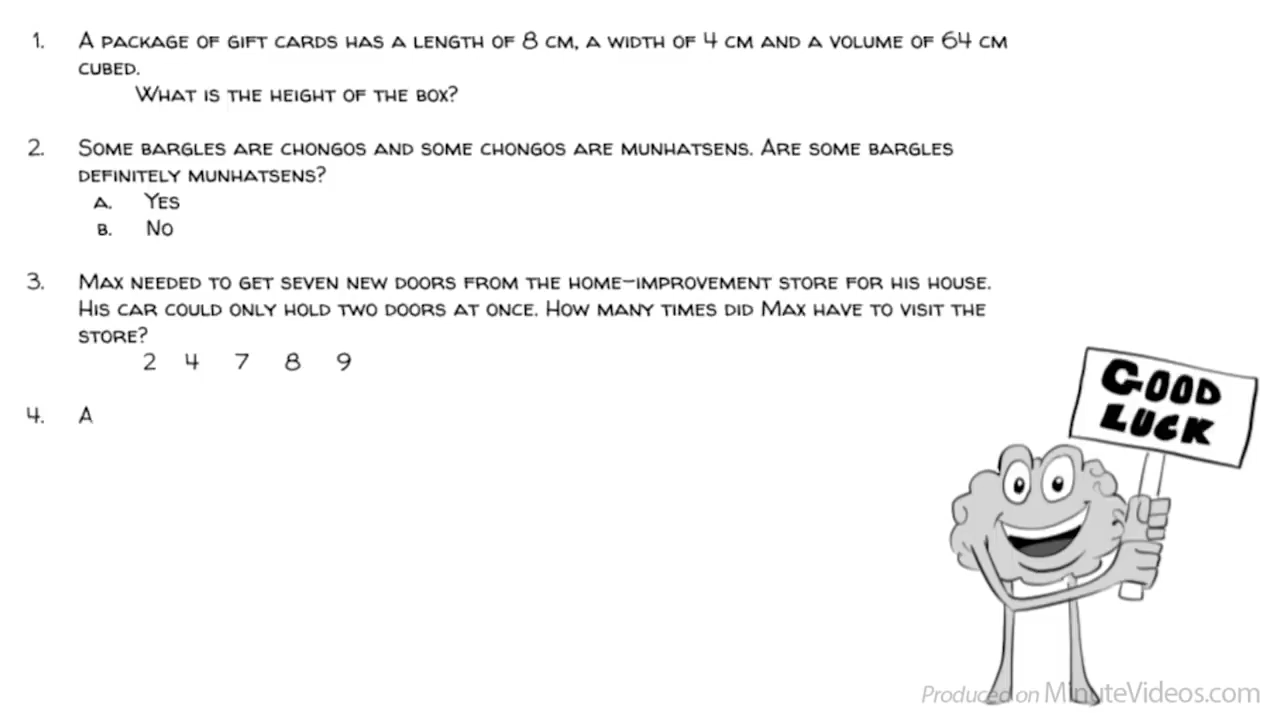 1. A package of gift cards has a length of 8 cm, a width of 4 cm and a volume of 64 cm
cubed.
What is the height of the box?
2. Some bargles are chongos and some chongos are munhatsens. Are some bargles
definitely munhatsens?
A. Yes
B. No
3. Max needed to get seven new doors from the home-improvement store for his house.
His car could only hold two doors at once. How many times did Max have to visit the
store?
2 4 7 8 9
4. A
GOOD
LUCK
Produced on MinuteVideos.com